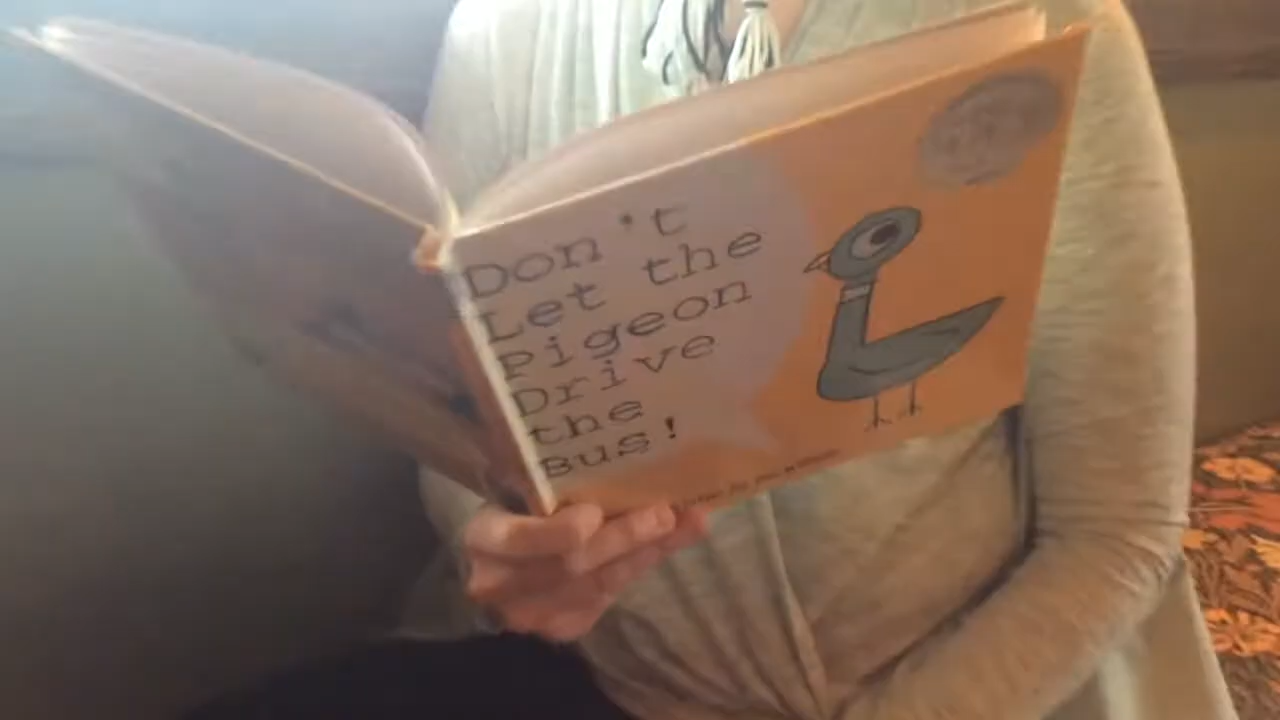 Don't
Let the
Pigeon
Drive
the
Bus!